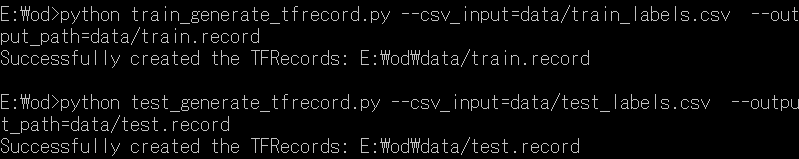 E:₩od>python train_generate_tfrecord.py --csv_input=data/train_labels.csv  --out
put_path=data/train.record
Successfully created the TFRecords: E:₩od₩data/train.record

E:₩od>python test_generate_tfrecord.py --csv_input=data/test_labels.csv  --outpu
t_path=data/test.record
Successfully created the TFRecords: E:₩od₩data/test.record